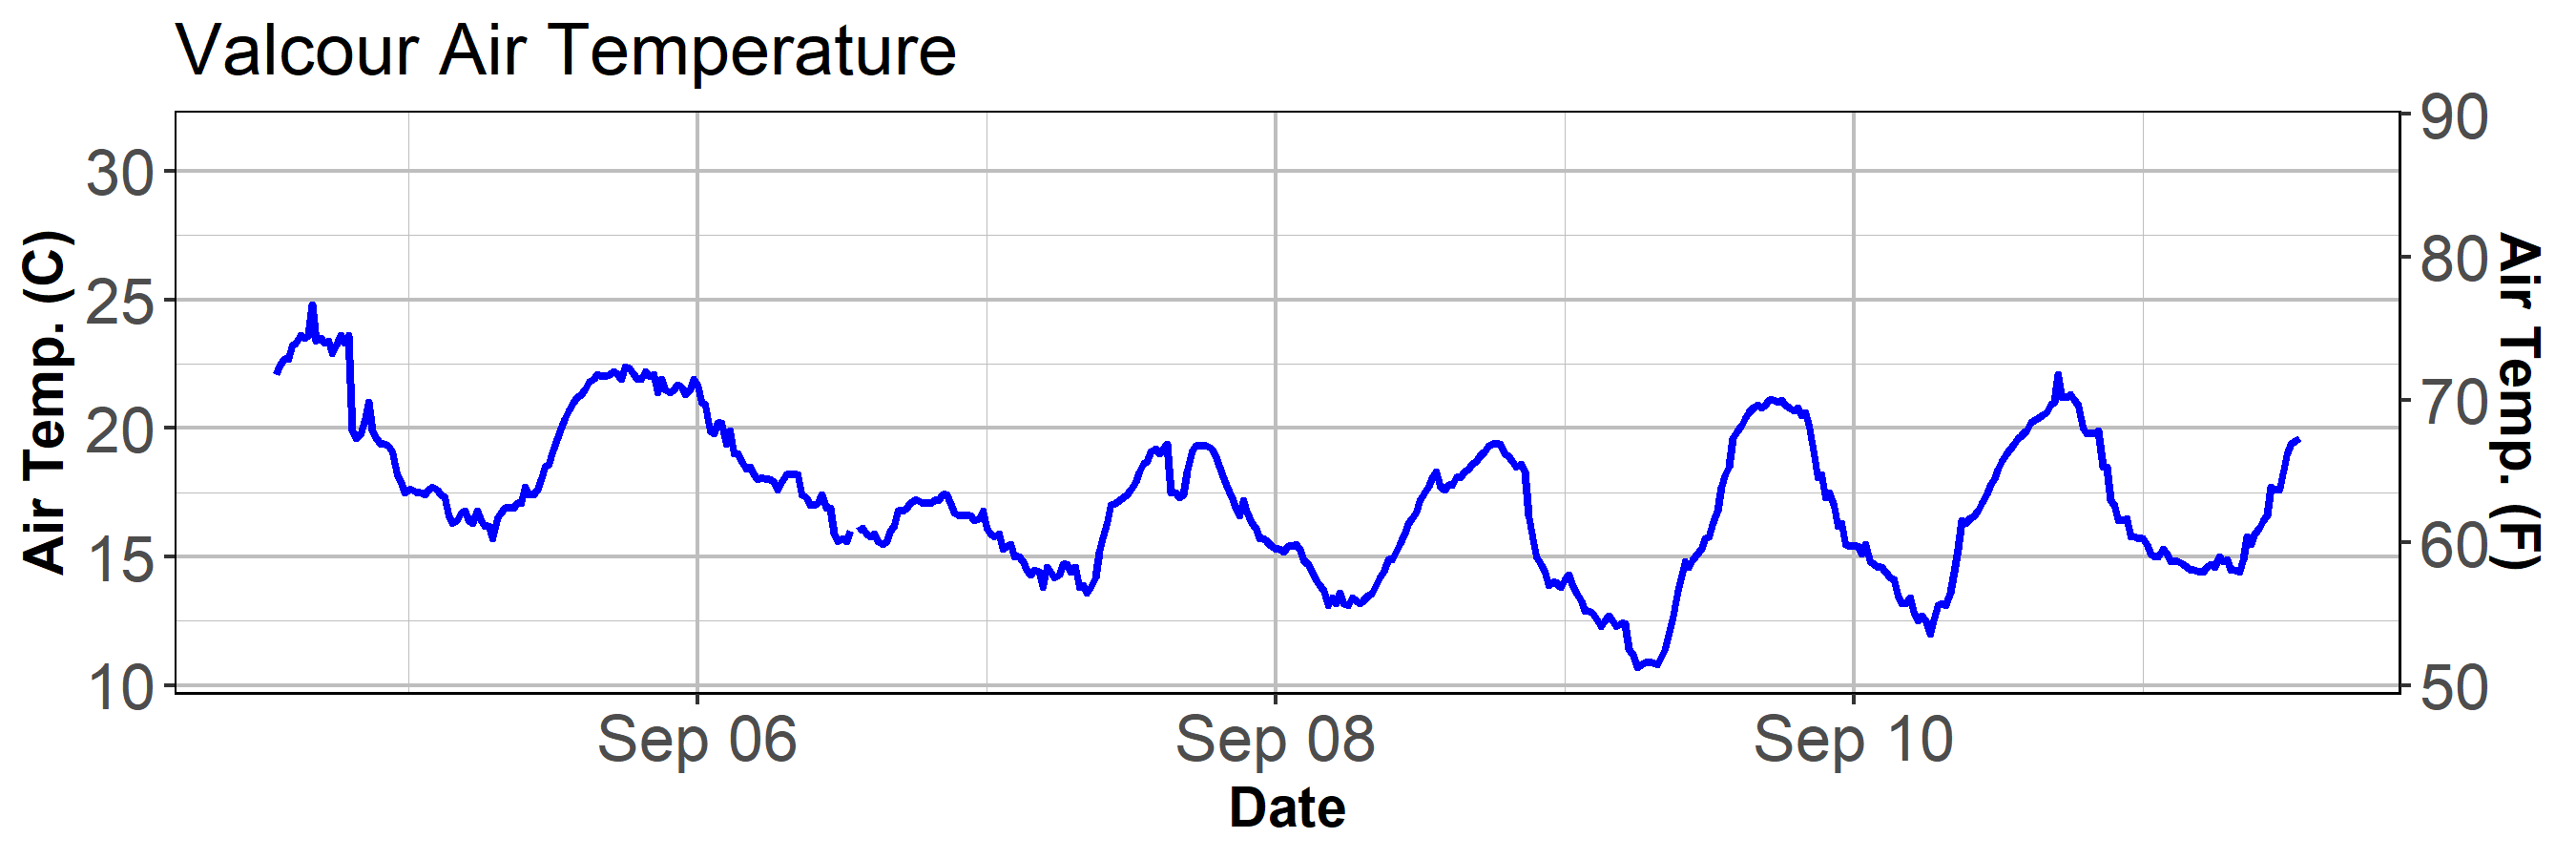 Valcour Air Temperature
Air Temp. (C)
30
25
20
15
10
90
80
70
60
50
Air Temp. (F)
Sep 06
Sep 08
Sep 10
Date